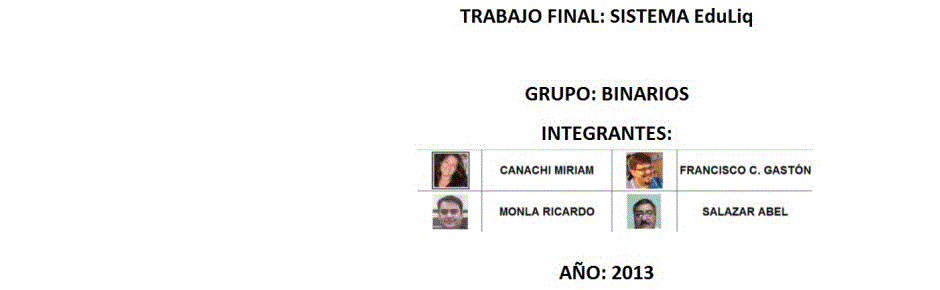 TRABAJO FINAL: SISTEMA EduLiq
GRUPO: BINARIOS
INTEGRANTES:
CANACHI MIRIAM FRANCISCO C. GASTÓN
MONLA RICARDO SALAZAR ABEL
AÑO: 2013